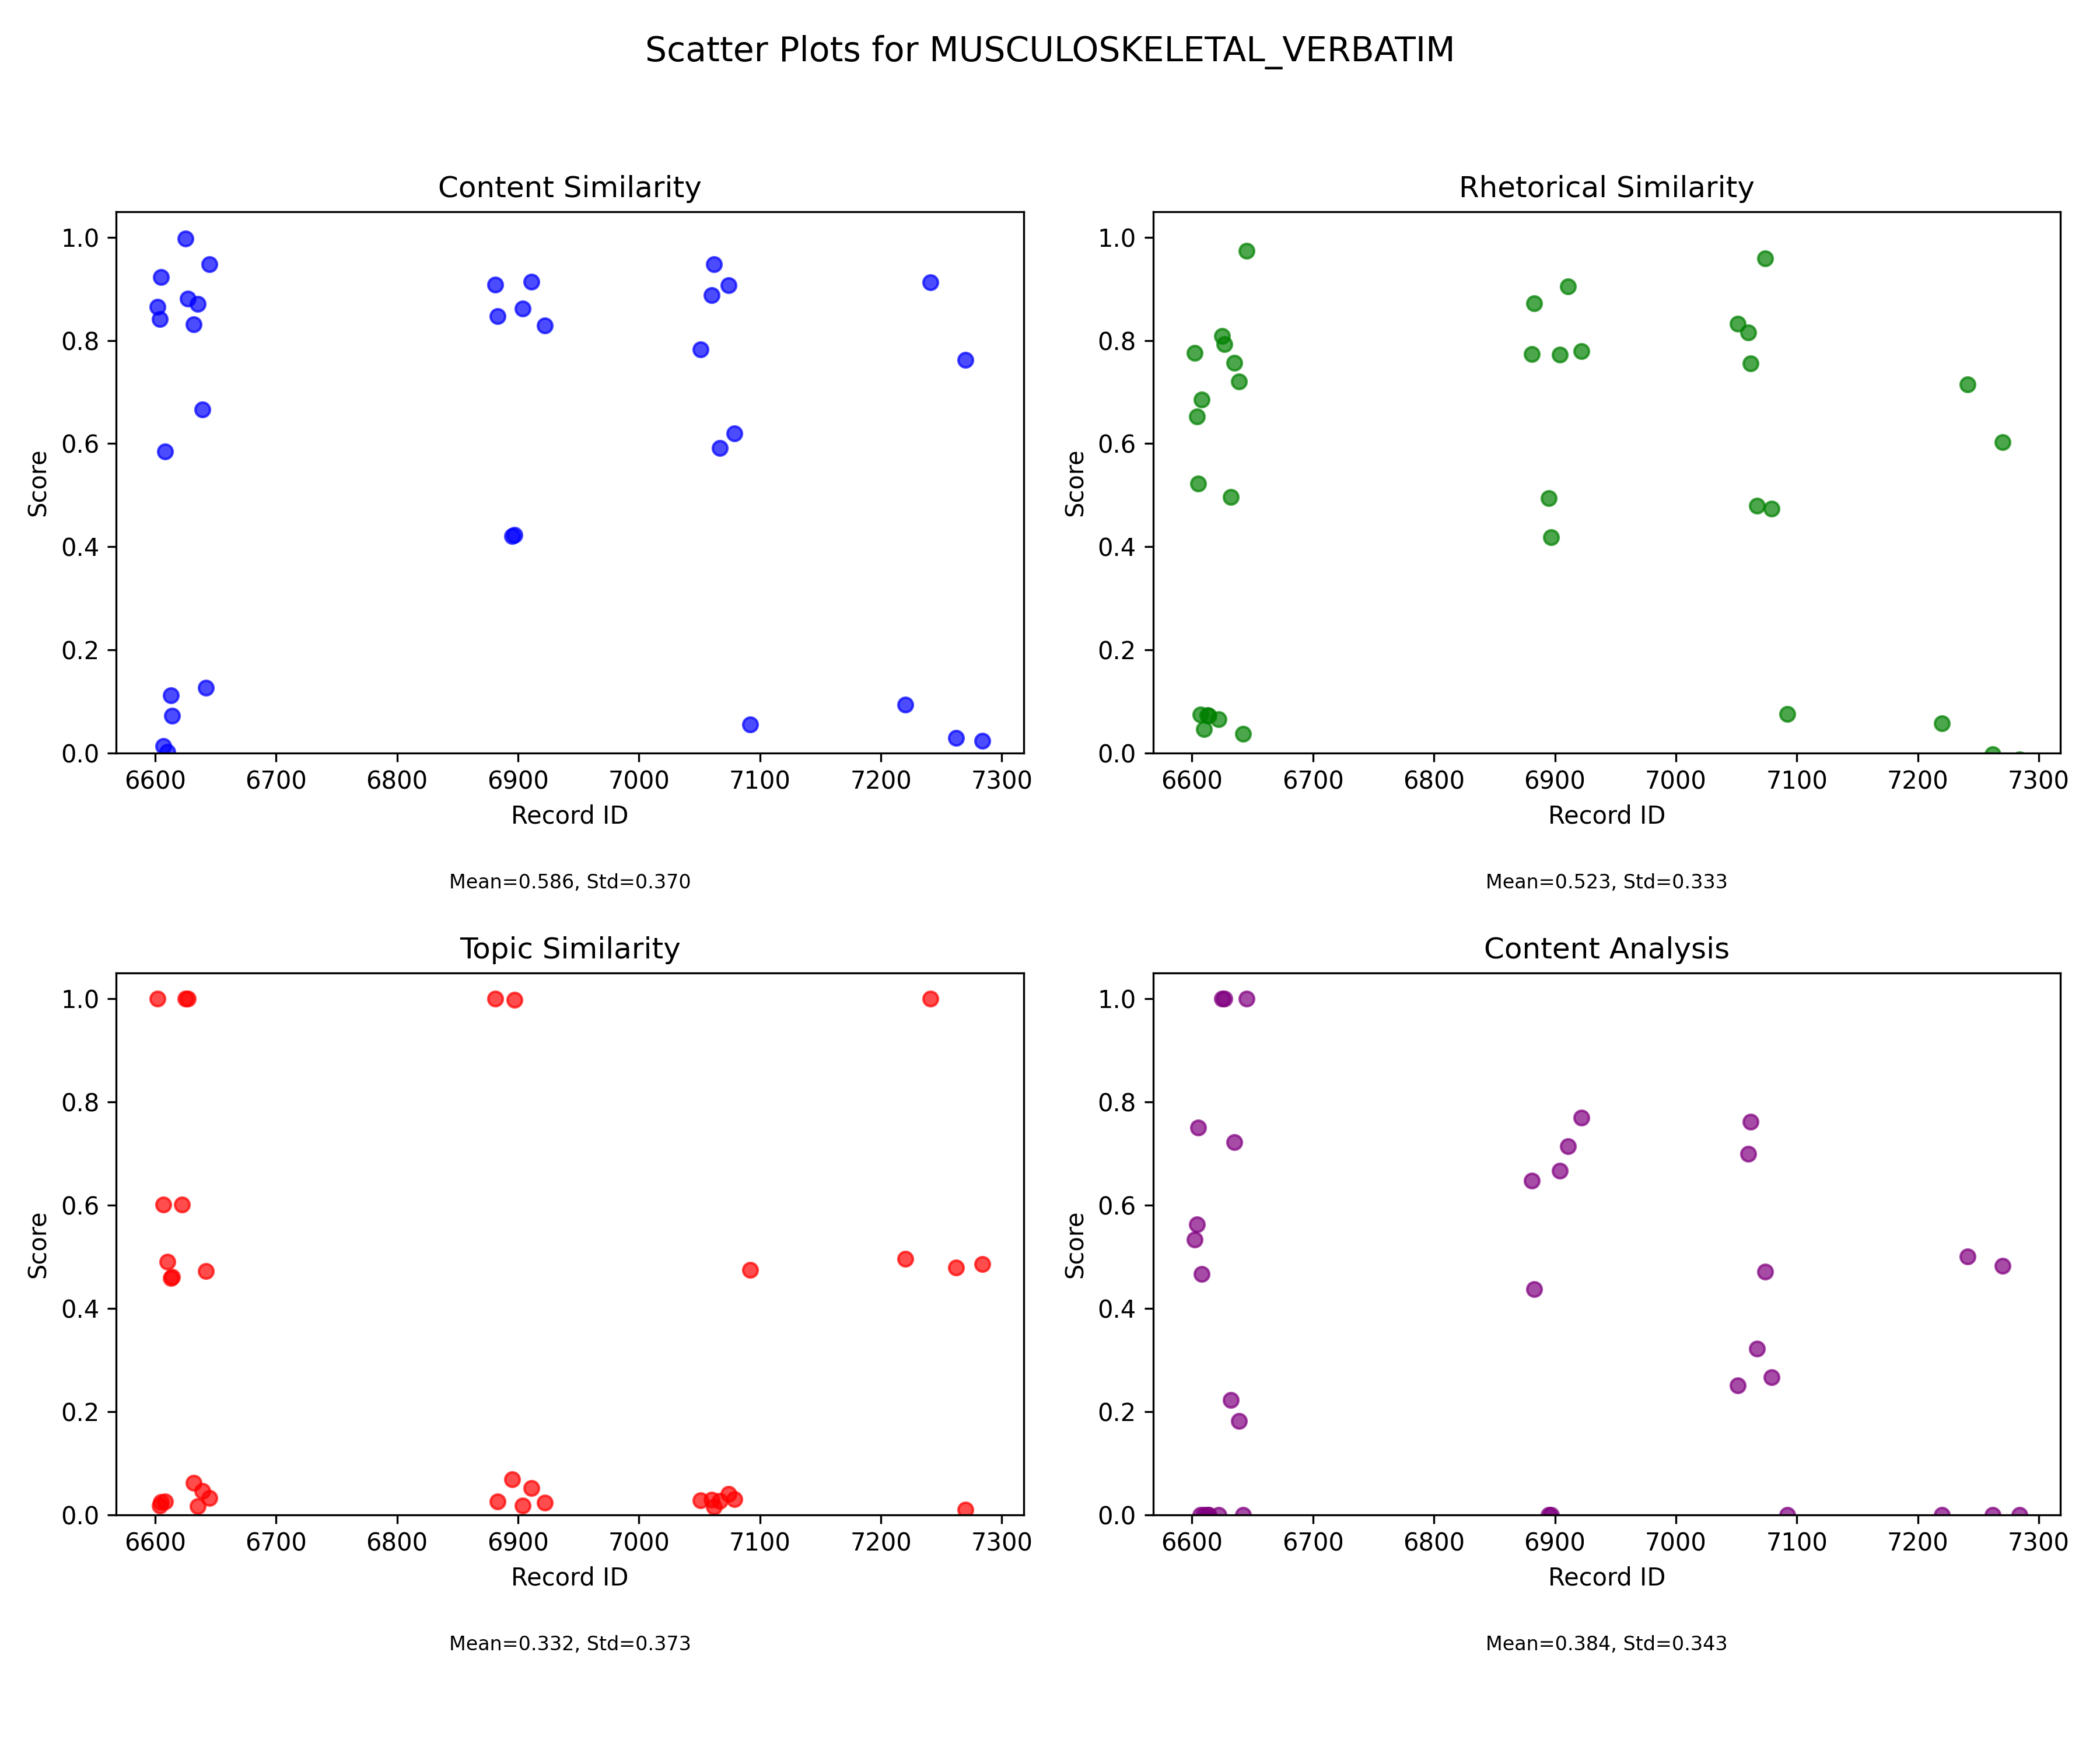 Scatter Plots for MUSCULOSKELETAL_VERBATIM
Content Similarity
Score
1.0
0.8
0.6
0.4
0.2
0.0
6600 6700 6800 6900 7000 7100 7200 7300
Record ID
Mean=0.586, Std=0.370
Rhetorical Similarity
Score
1.0
0.8
0.6
0.4
0.2
0.0
6600 6700 6800 6900 7000 7100 7200 7300
Record ID
Mean=0.523, Std=0.333
Topic Similarity
Score
1.0
0.8
0.6
0.4
0.2
0.0
6600 6700 6800 6900 7000 7100 7200 7300
Record ID
Mean=0.332, Std=0.373
Content Analysis
Score
1.0
0.8
0.6
0.4
0.2
0.0
6600 6700 6800 6900 7000 7100 7200 7300
Record ID
Mean=0.384, Std=0.343